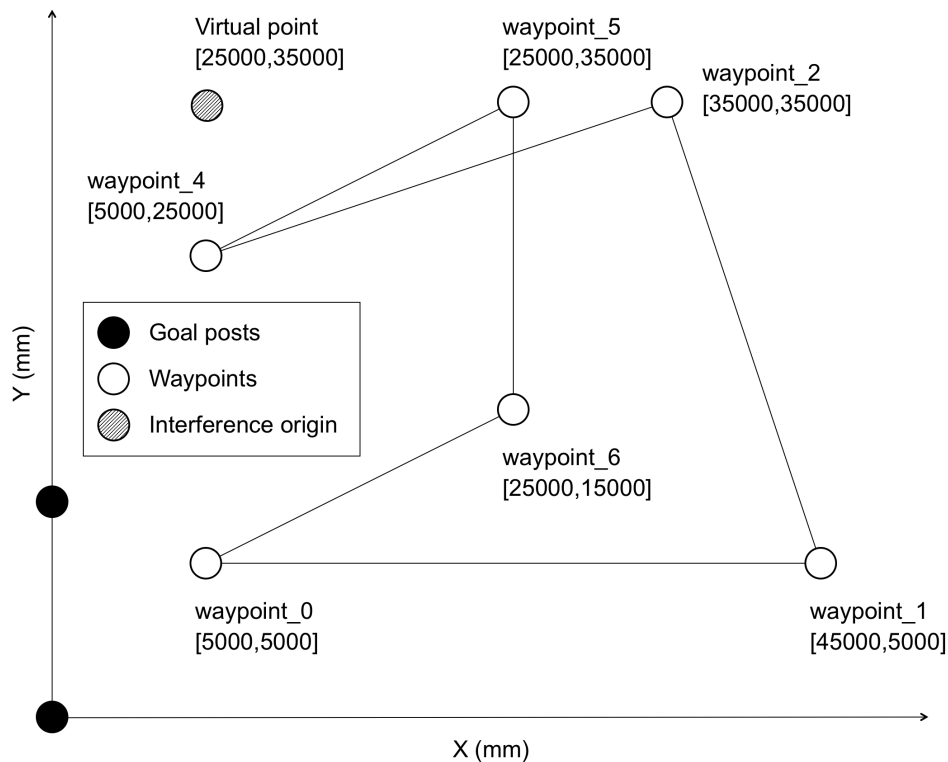 Virtual point
[25000,35000]
waypoint_5
[25000,35000]
waypoint_2
[35000,35000]
waypoint_4
[5000,25000]
Goal posts
Waypoints
Interference origin
Y (mm)
waypoint_6
[25000,15000]
waypoint_0
[5000,5000]
waypoint_1
[45000,5000]
X (mm)